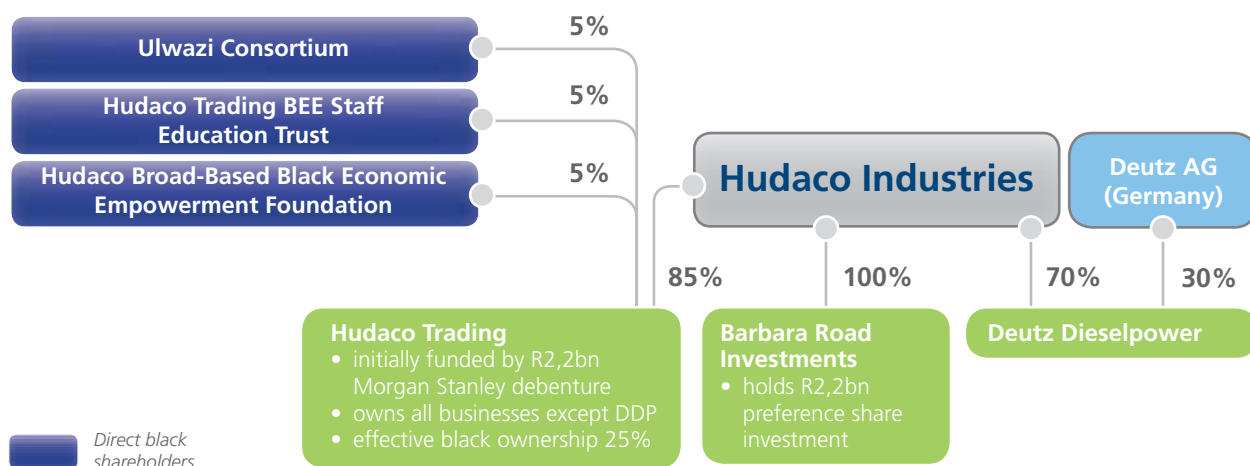 Ulwazi Consortium
5%
Hudaco Trading BEE Staff
Education Trust
5%
Hudaco Broad-Based Black Economic
Empowerment Foundation
5%
Hudaco Industries
Deutz AG
(Germany)
85%
100%
70%
30%
Hudaco Trading
• initially funded by R2,2bn
Morgan Stanley debenture
• owns all businesses except DDP
• effective black ownership 25%
Barbara Road
Investments
• holds R2,2bn
preference share
investment
Deutz Dieselpower
Direct black
shareholders